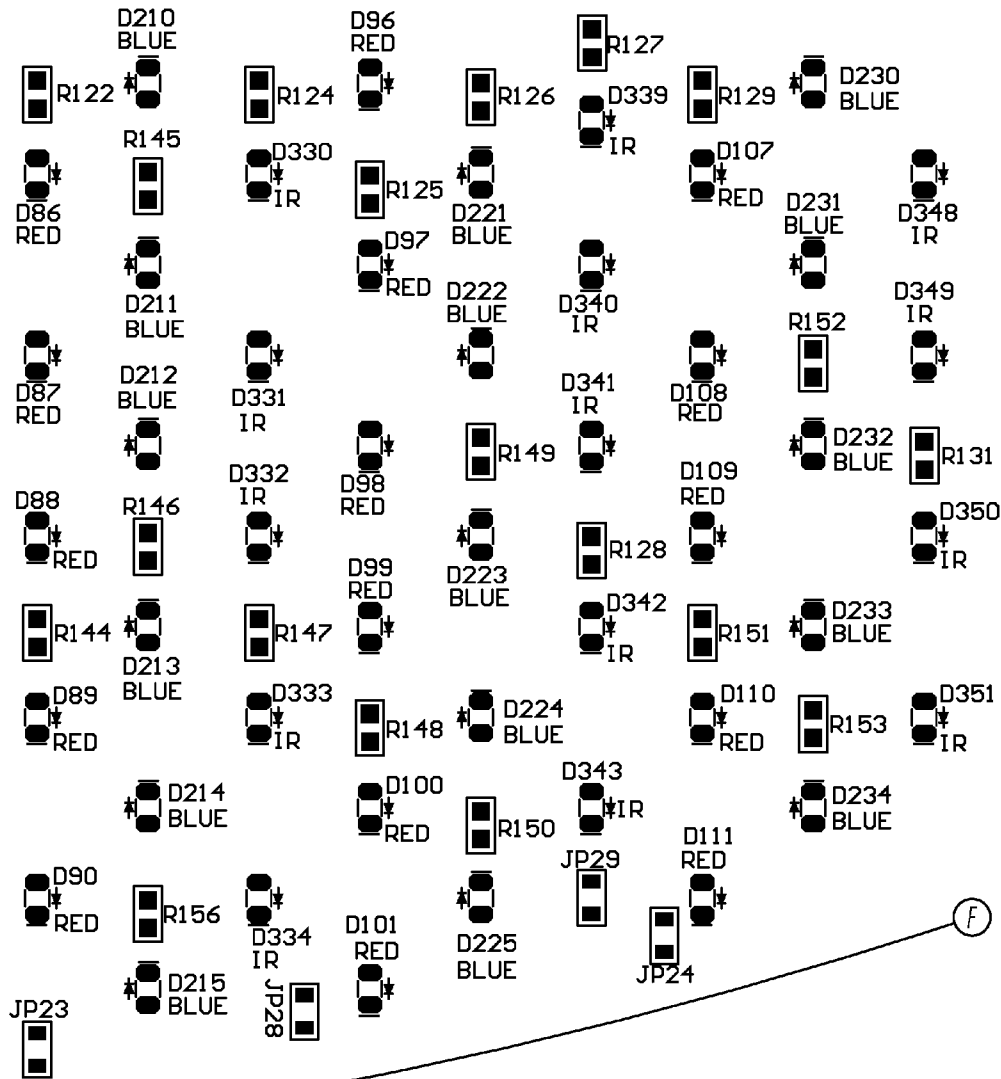 D210
BLUE
D96
RED
R127
R122
R124
R126
D339
IR
R129
D230
BLUE
R145
D330
IR
R125
D107
RED
D86
RED
D221
BLUE
D231
BLUE
D348
IR
D97
RED
D211
BLUE
D222
BLUE
D340
IR
D349
IR
R152
D87
RED
D212
BLUE
D331
IR
D341
IR
D108
RED
D332
IR
D98
RED
R149
D109
RED
D232
BLUE
R131
D88
RED
R146
D350
IR
D99
RED
D223
BLUE
R128
D342
IR
R144
R147
R151
D233
BLUE
D213
BLUE
D89
RED
D333
IR
R148
D224
BLUE
D110
RED
R153
D351
IR
D214
BLUE
D100
RED
R150
D343
IR
D234
BLUE
JP29
D111
RED
D90
RED
R156
D334
IR
D101
RED
D225
BLUE
JP24
F
D215
BLUE
JP28
JP23